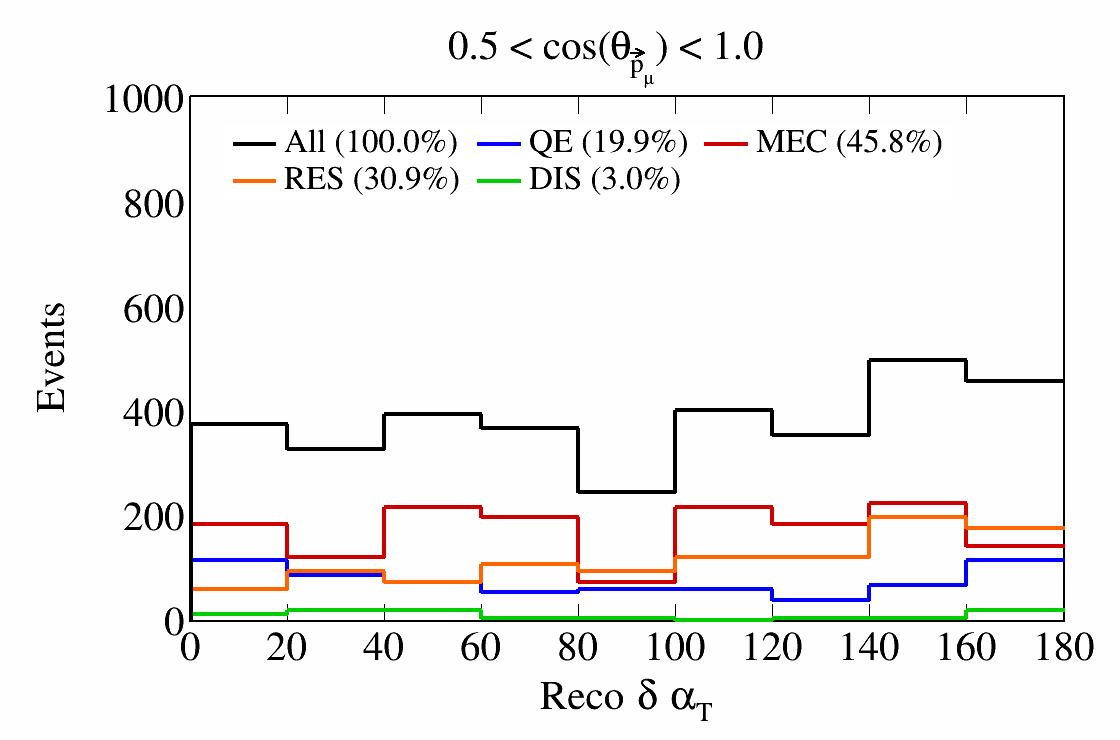 0.5 < cos(θ_{\vec{p}_μ}) < 1.0
1000
All (100.0%) QE (19.9%) MEC (45.8%)
RES (30.9%) DIS (3.0%)
800
600
400
200
0
Events
0 20 40 60 80 100 120 140 160 180
Reco δ α_T